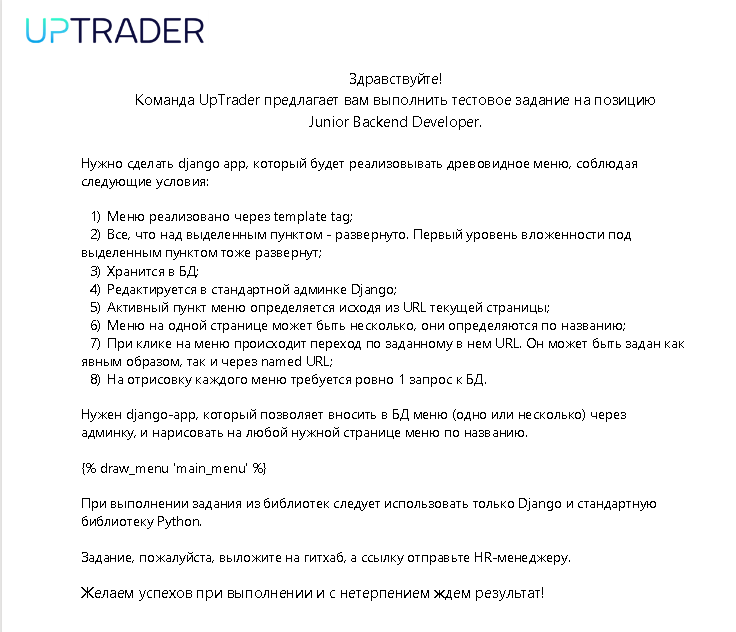 UPTRADER
Здравствуйте!
Команда UpTrader предлагает вам выполнить тестовое задание на позицию
Junior Backend Developer.
Нужно сделать django app, который будет реализовывать древовидное меню, соблюдая
следующие условия:
1) Меню реализовано через template tag;
2) Все, что над выделенным пунктом - развернуто. Первый уровень вложенности под
выделенным пунктом тоже развернут;
3) Хранится в БД;
4) Редактируется в стандартной админке Django;
5) Активный пункт меню определяется исходя из URL текущей страницы;
6) Меню на одной странице может быть несколько, они определяются по названию;
7) При клике на меню происходит переход по заданному в нем URL. Он может быть задан как
явным образом, так и через named URL;
8) На отрисовку каждого меню требуется ровно 1 запрос к БД.
Нужен django-app, который позволяет вносить в БД меню (одно или несколько) через
админку, и нарисовать на любой нужной странице меню по названию.
{% draw_menu 'main_menu' %}
При выполнении задания из библиотек следует использовать только Django и стандартную
библиотеку Python.
Задание, пожалуйста, выложите на гитхаб, а ссылку отправьте HR-менеджеру.
Желаем успехов при выполнении и с нетерпением ждем результат!